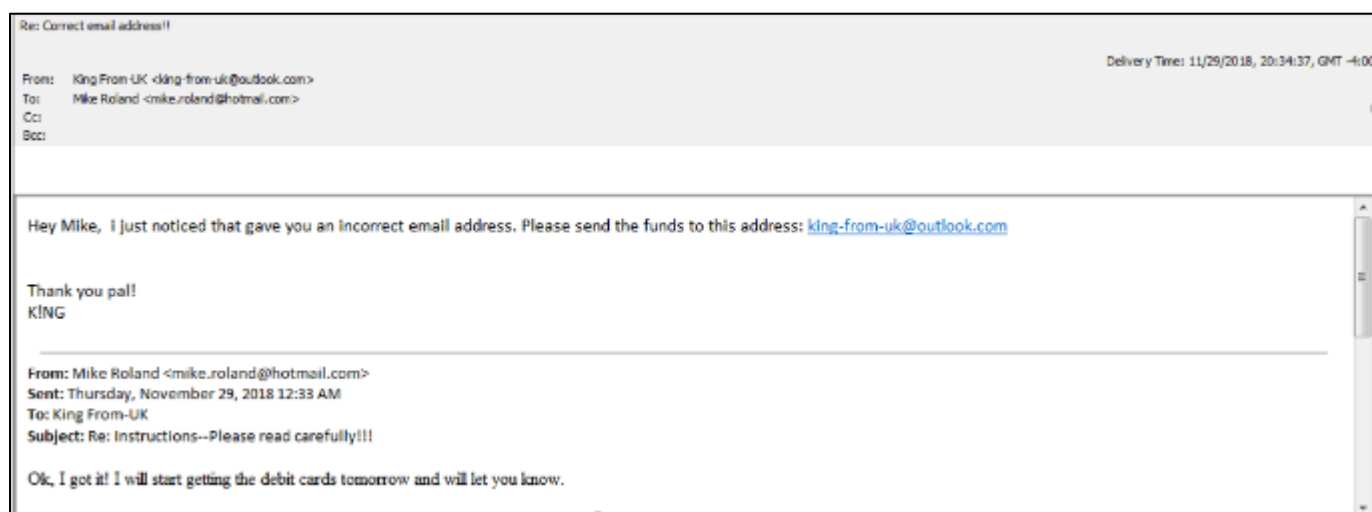 Re: Correct email address!!
Delivery Time: 11/29/2018, 20:34:37, GMT -4:00
From: King From-UK <king-from-uk@outlook.com>
To: Mike Roland <mike.roland@hotmail.com>
Cc:
Bcc:
Hey Mike, I just noticed that gave you an incorrect email address. Please send the funds to this address: king-from-uk@outlook.com
Thank you pal!
K!NG
From: Mike Roland <mike.roland@hotmail.com>
Sent: Thursday, November 29, 2018 12:33 AM
To: King From-UK
Subject: Re: Instructions--Please read carefully!!!
Ok, I got it! I will start getting the debit cards tomorrow and will let you know.